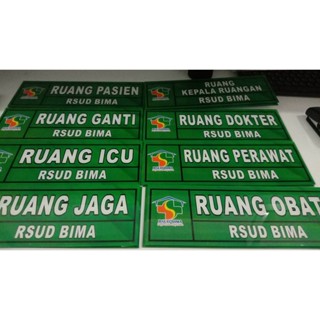 RUANG PASIEN
RSUD BIMA
RUANG
KEPALA RUANGAN
RSUD BIMA
RUANG GANTI
RSUD BIMA
RUANG DOKTER
RSUD BIMA
RUANG ICU
RSUD BIMA
RUANG PERAWAT
RSUD BIMA
RUANG JAGA
RSUD BIMA
RUANG OBAT
RSUD BIMA